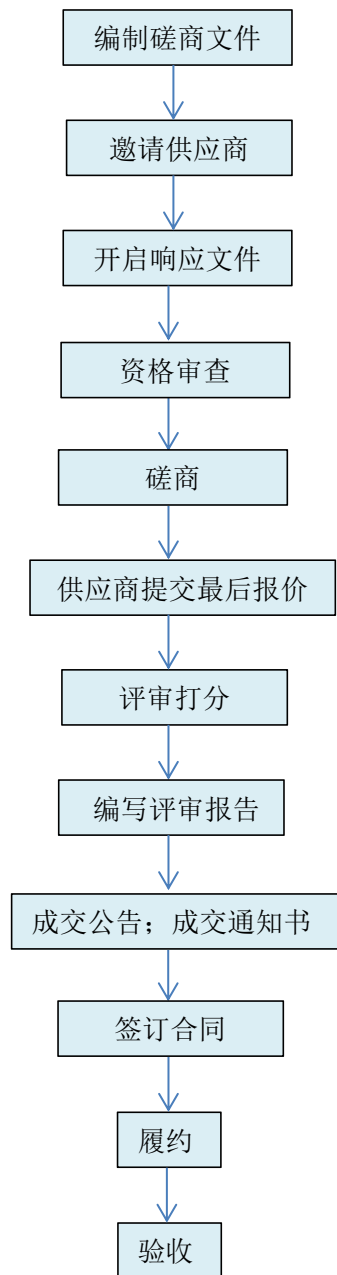 编制磋商文件
邀请供应商
开启响应文件
资格审查
磋商
供应商提交最后报价
评审打分
编写评审报告
成交公告；成交通知书
签订合同
履约
验收